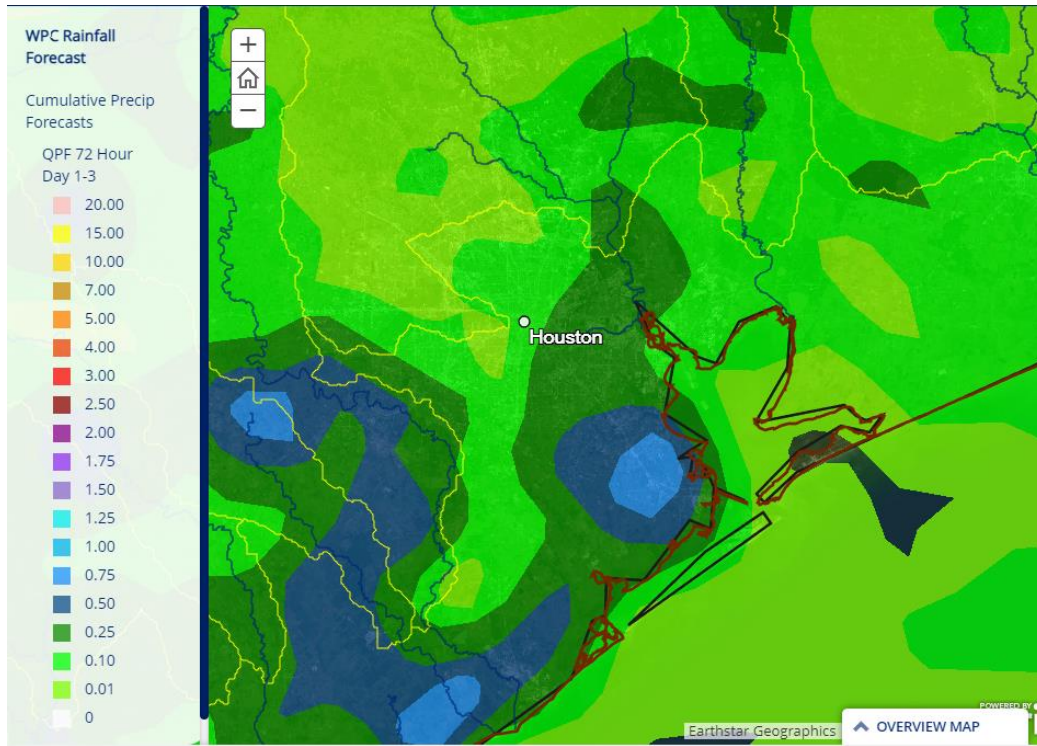 WPC Rainfall
Forecast
Cumulative Precip
Forecasts
QPF 72 Hour
Day 1-3
20.00
15.00
10.00
7.00
5.00
4.00
3.00
2.50
2.00
1.75
1.50
1.25
1.00
0.75
0.50
0.25
0.10
0.01
0
+
−
Houston
POWERED BY
Earthstar Geographics
OVERVIEW MAP